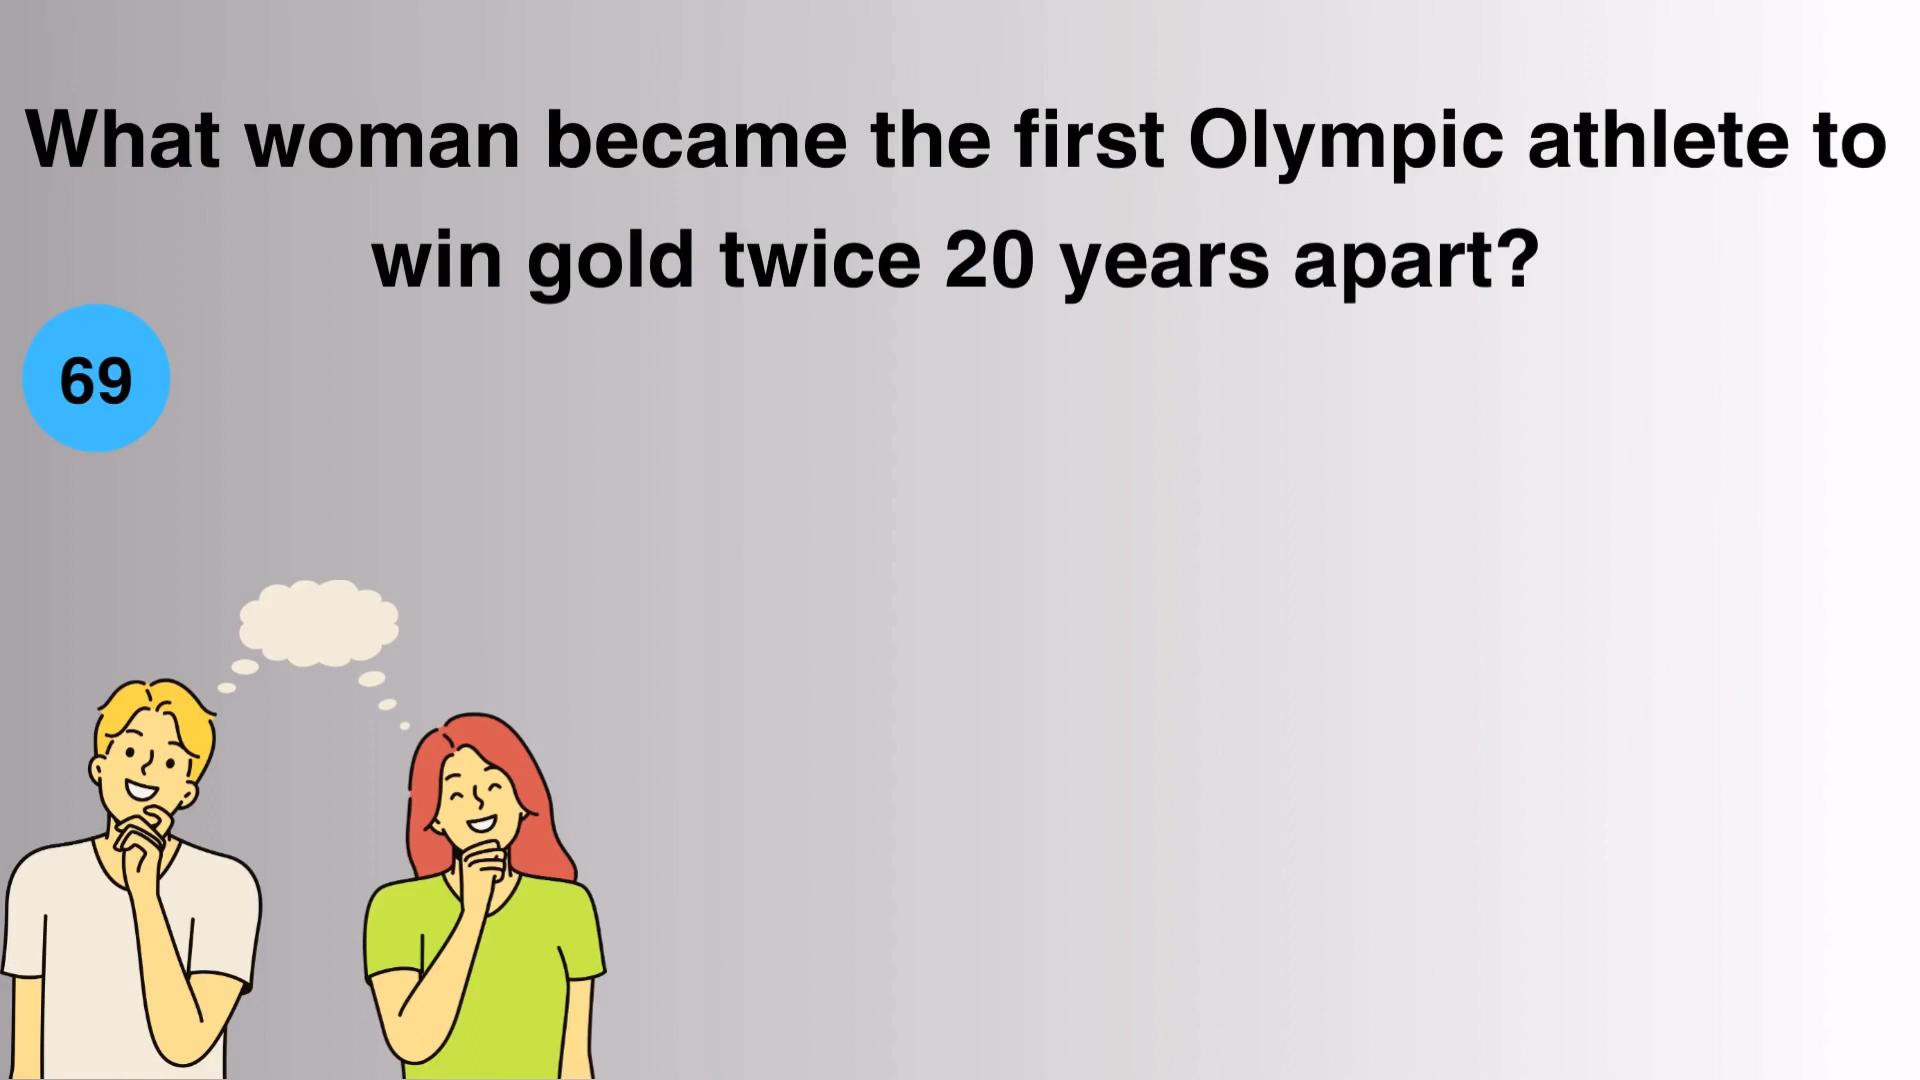 What woman became the first Olympic athlete to
win gold twice 20 years apart?
69